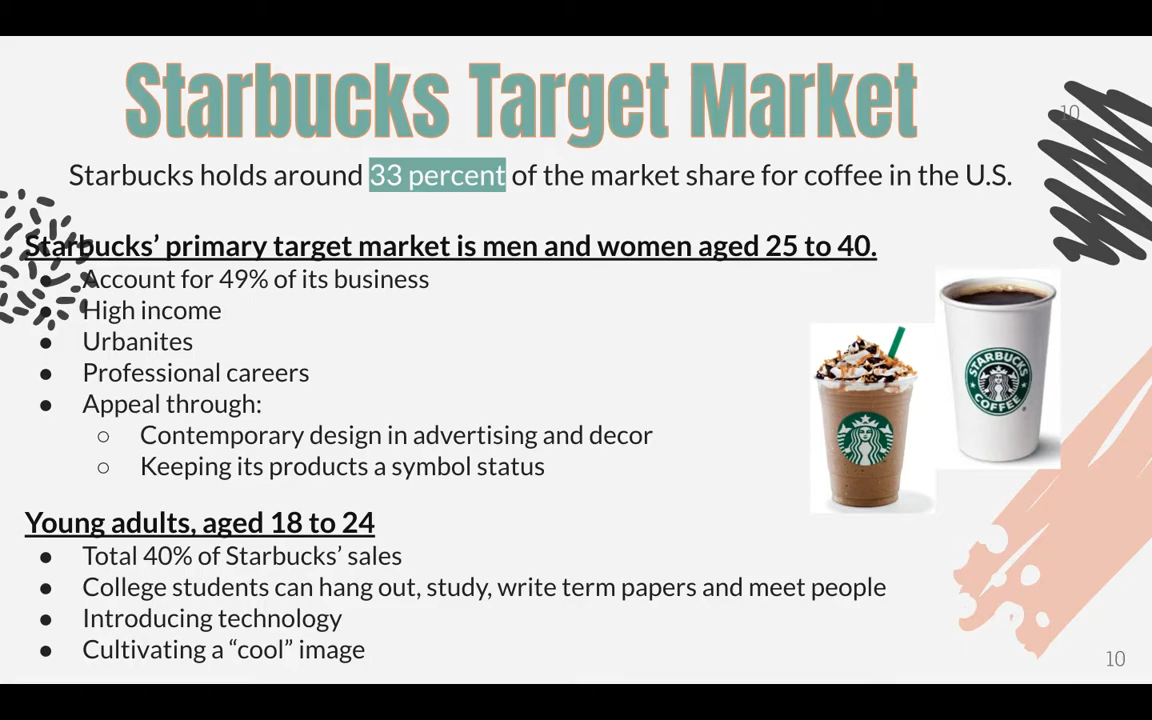 Starbucks Target Market
10
Starbucks holds around 33 percent of the market share for coffee in the U.S.
Starbucks’ primary target market is men and women aged 25 to 40.
● Account for 49% of its business
● High income
● Urbanites
● Professional careers
● Appeal through:
○ Contemporary design in advertising and decor
○ Keeping its products a symbol status
STARBUCKS
COFFEE
Young adults, aged 18 to 24
● Total 40% of Starbucks’ sales
● College students can hang out, study, write term papers and meet people
● Introducing technology
● Cultivating a “cool” image
10